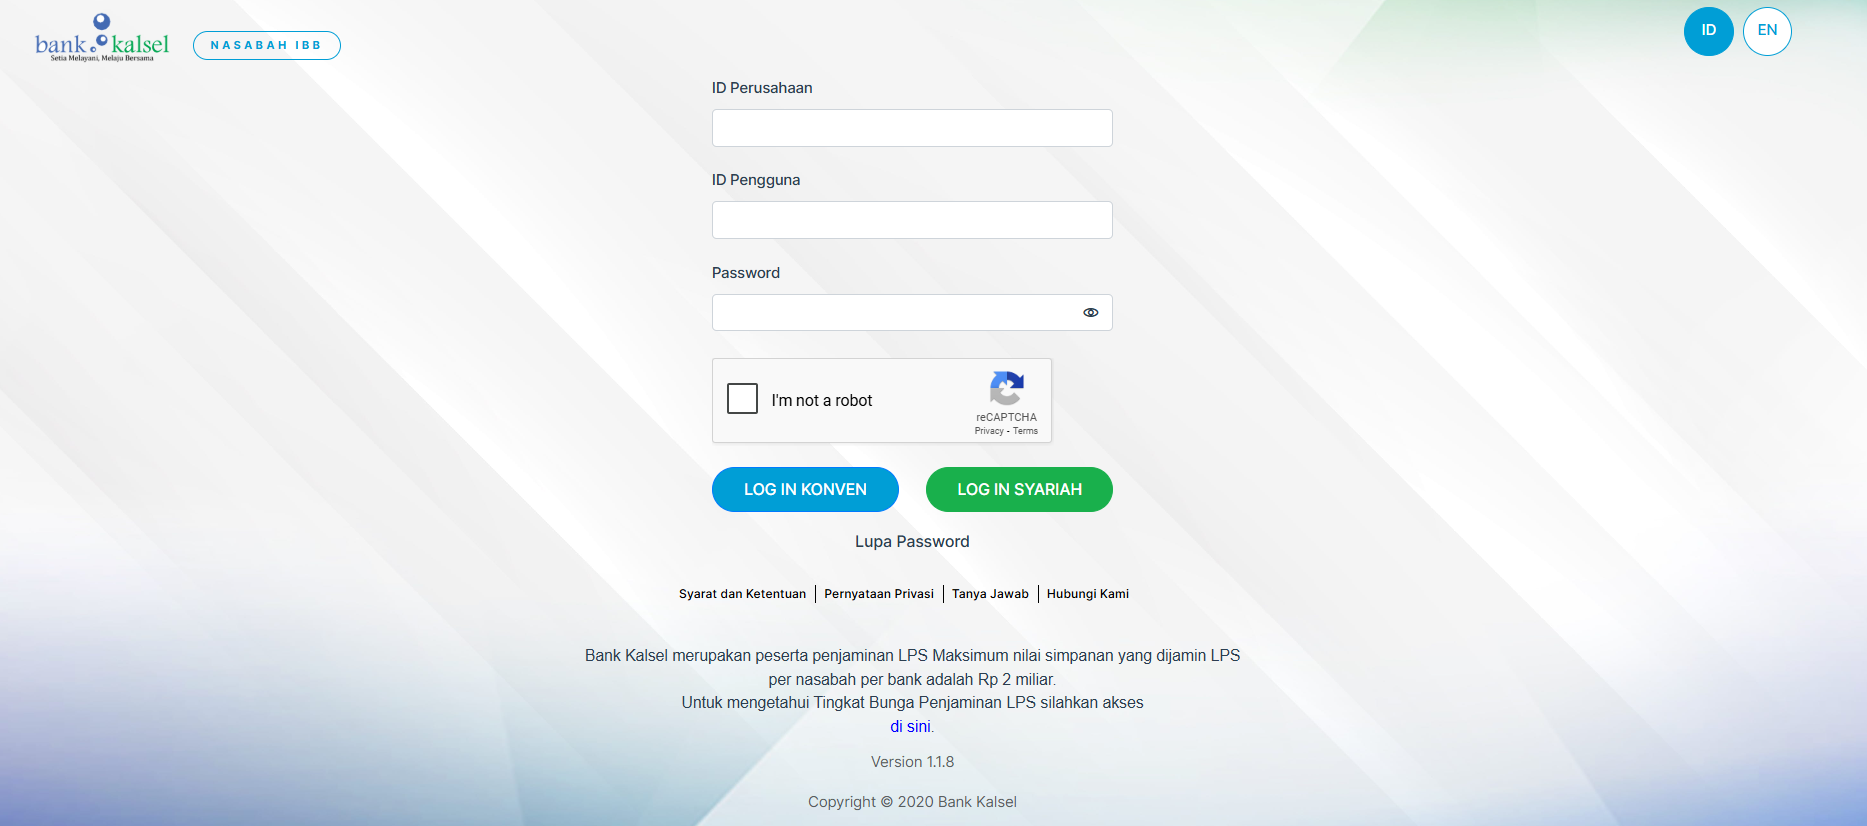 bank kalsel
Setia Melayani, Melaju Bersama
NASABAH IBB
ID
EN
ID Perusahaan
ID Pengguna
Password
I'm not a robot
reCAPTCHA
Privacy - Terms
LOG IN KONVEN
LOG IN SYARIAH
Lupa Password
Syarat dan Ketentuan
Pernyataan Privasi
Tanya Jawab
Hubungi Kami
Bank Kalsel merupakan peserta penjaminan LPS Maksimum nilai simpanan yang dijamin LPS
per nasabah per bank adalah Rp 2 miliar.
Untuk mengetahui Tingkat Bunga Penjaminan LPS silahkan akses
di sini.
Version 1.1.8
Copyright © 2020 Bank Kalsel